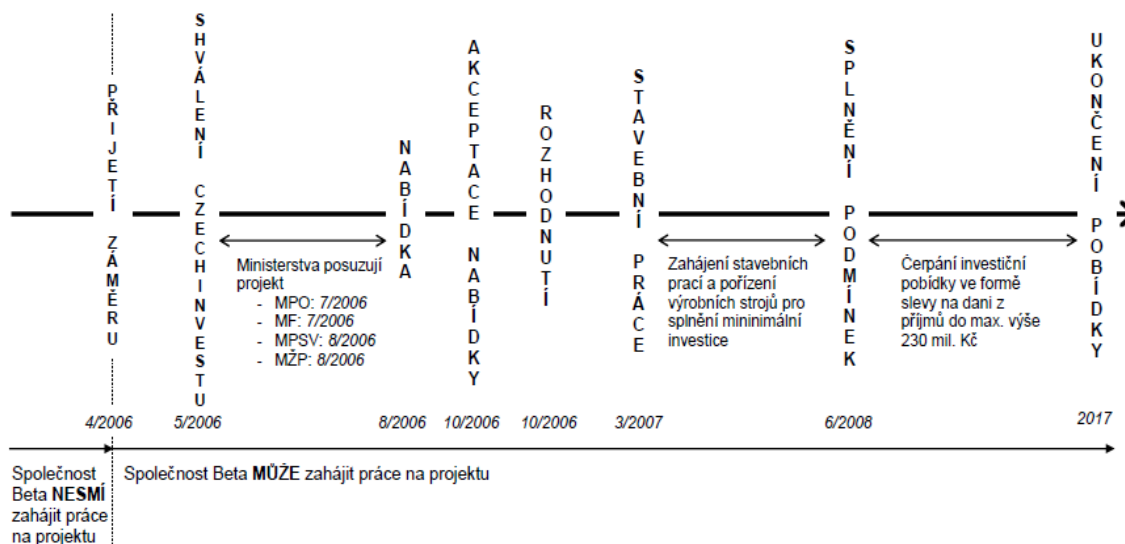 PŘIJETÍ ZÁMĚRU
SHVÁLENÍ CZECHINVESTU
NABÍDKA
AKCEPTACE NABÍDKY
ROZHODNUTÍ
STAVEBNÍ PRÁCE
SPLNĚNÍ PODMÍNEK
UKONČENÍ POBÍDKY
Ministerstva posuzují
projekt
- MPO: 7/2006
- MF: 7/2006
- MPSV: 8/2006
- MŽP: 8/2006
Zahájení stavebních
prací a pořízení
výrobních strojů pro
splnění mininimální
investice
Čerpání investiční
pobídky ve formě
slevy na dani z
příjmů do max. výše
230 mil. Kč
4/2006
5/2006
8/2006
10/2006
10/2006
3/2007
6/2008
2017
Společnost
Beta NESMÍ
zahájit práce
na projektu
Společnost Beta MŮŽE zahájit práce na projektu